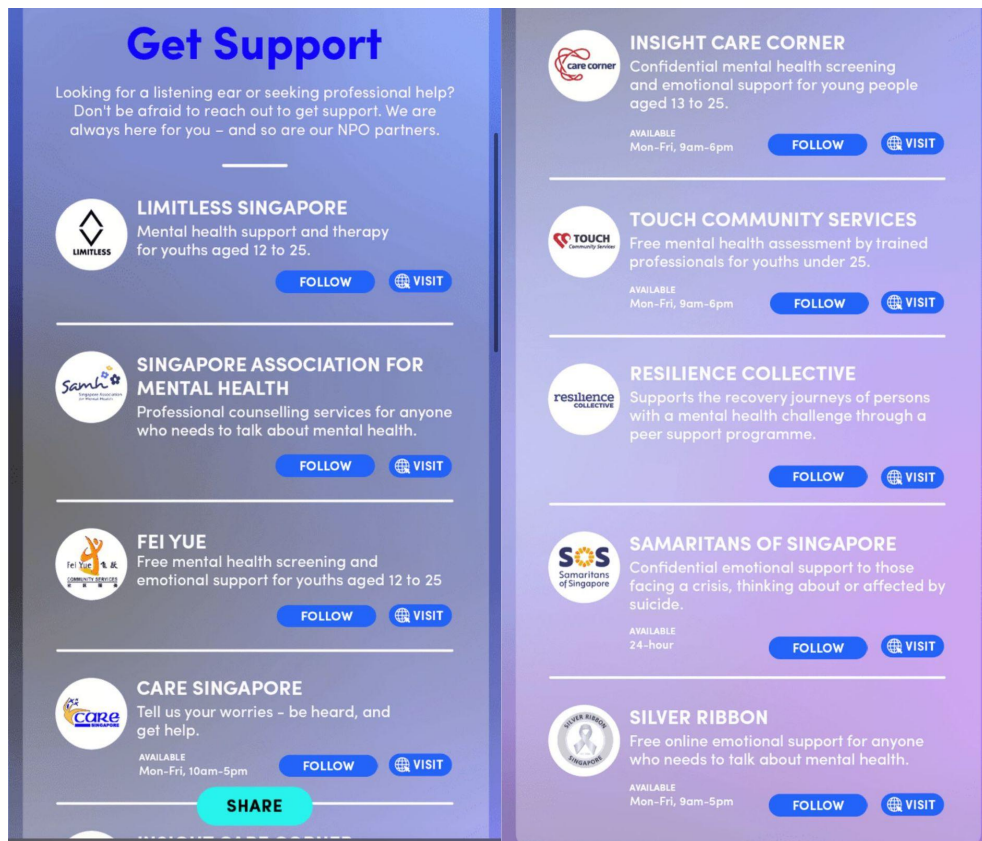 Get Support
Looking for a listening ear or seeking professional help?
Don't be afraid to reach out to get support. We are
always here for you – and so are our NPO partners.
LIMITLESS
LIMITLESS SINGAPORE
Mental health support and therapy
for youths aged 12 to 25.
FOLLOW
VISIT
Samh
Singapore Association
for Mental Health
SINGAPORE ASSOCIATION FOR
MENTAL HEALTH
Professional counselling services for anyone
who needs to talk about mental health.
FOLLOW
VISIT
Fei Yue
COMMUNITY SERVICES
FEI YUE
Free mental health screening and
emotional support for youths aged 12 to 25
FOLLOW
VISIT
CARE
SINGAPORE
CARE SINGAPORE
Tell us your worries – be heard, and
get help.
AVAILABLE
Mon-Fri, 10am-5pm
FOLLOW
VISIT
SHARE
care corner
INSIGHT CARE CORNER
Confidential mental health screening
and emotional support for young people
aged 13 to 25.
AVAILABLE
Mon-Fri, 9am-6pm
FOLLOW
VISIT
TOUCH
Community Services
TOUCH COMMUNITY SERVICES
Free mental health assessment by trained
professionals for youths under 25.
AVAILABLE
Mon-Fri, 9am-6pm
FOLLOW
VISIT
resilience
COLLECTIVE
RESILIENCE COLLECTIVE
Supports the recovery journeys of persons
with a mental health challenge through a
peer support programme.
FOLLOW
VISIT
SOS
Samaritans
of Singapore
SAMARITANS OF SINGAPORE
Confidential emotional support to those
facing a crisis, thinking about or affected by
suicide.
AVAILABLE
24-hour
FOLLOW
VISIT
SILVER RIBBON
SINGAPORE
SILVER RIBBON
Free online emotional support for anyone
who needs to talk about mental health.
AVAILABLE
Mon-Fri, 9am-5pm
FOLLOW
VISIT